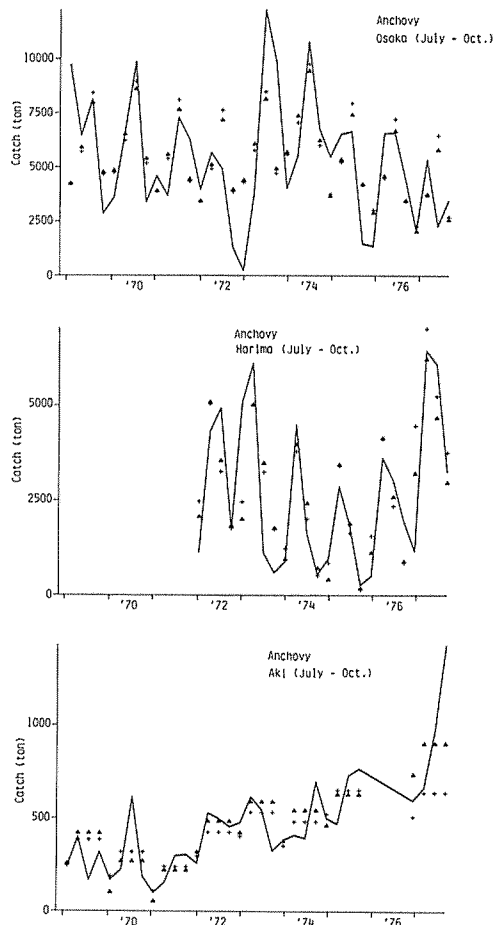 Anchovy
Osaka (July - Oct.)
10000
7500
5000
2500
0
Catch (ton)
'70 '72 '74 '76
Anchovy
Harima (July - Oct.)
5000
2500
0
Catch (ton)
'70 '72 '74 '76
Anchovy
Aki (July - Oct.)
1000
500
0
Catch (ton)
'70 '72 '74 '76